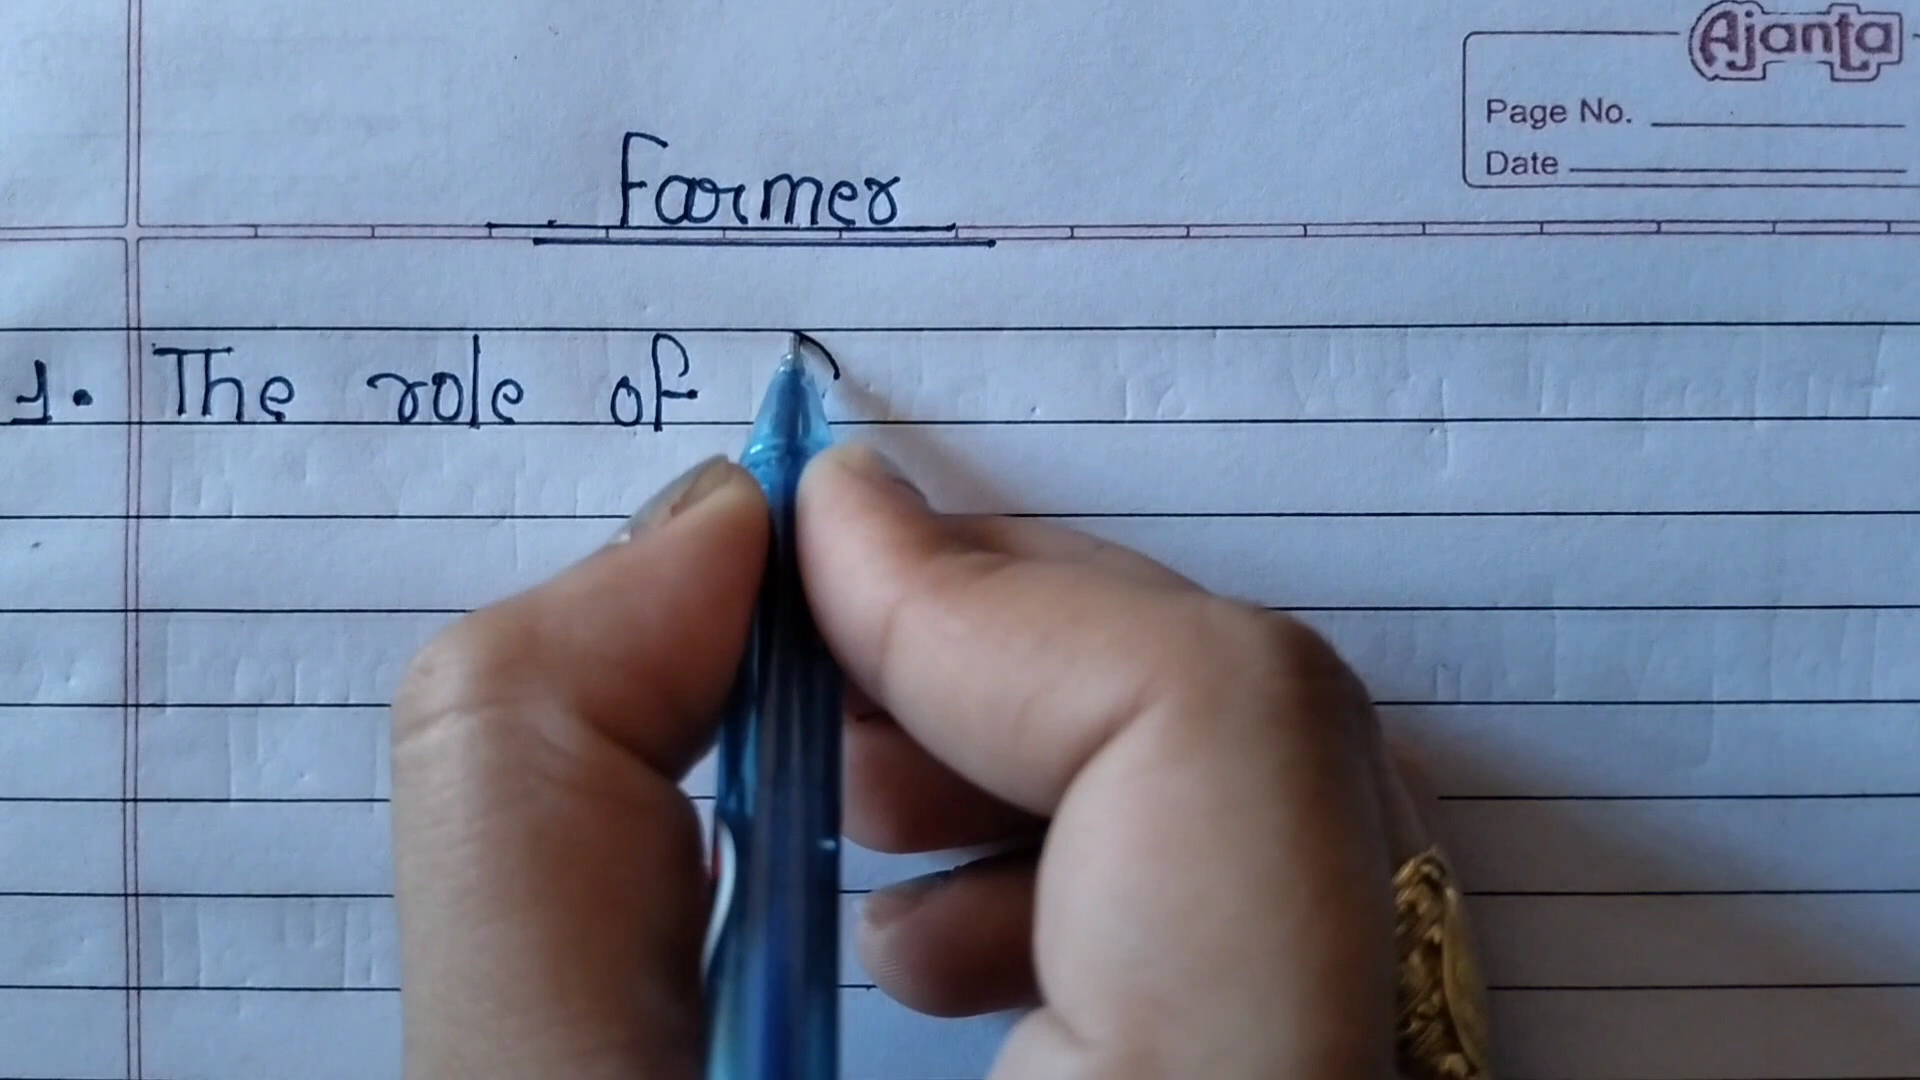 Ajanta
Page No.
Date
Farmer
1. The role of